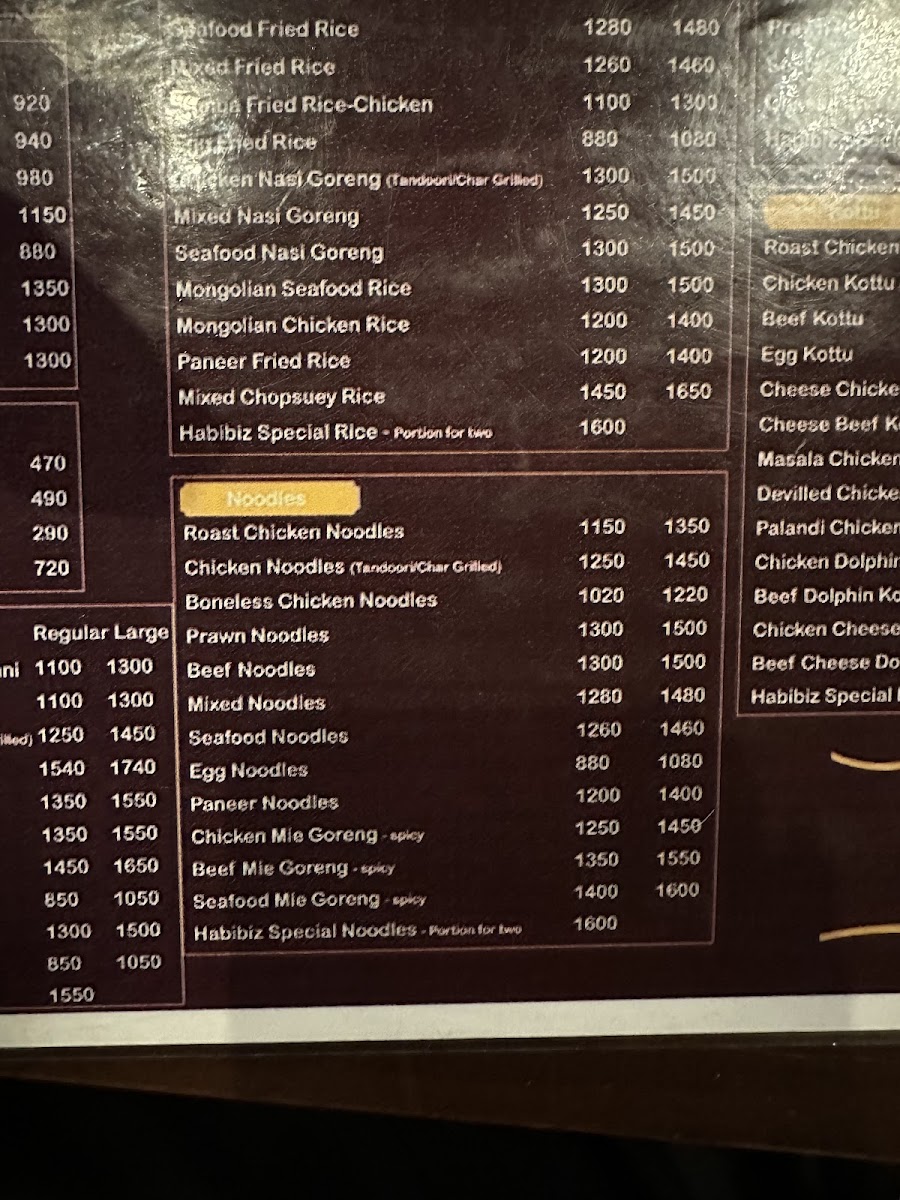 920
940
980
1150
880
1350
1300
1300
470
490
290
720
Regular Large
1100 1300
1100 1300
1250 1450
1540 1740
1350 1550
1350 1550
1450 1650
850 1050
1300 1500
850 1050
1550
Seafood Fried Rice 1280 1480
Mixed Fried Rice 1260 1460
Fried Rice-Chicken 1100 1300
Egg Fried Rice 880 1080
Chicken Nasi Goreng (Tandoori/Char Grilled) 1300 1500
Mixed Nasi Goreng 1250 1450
Seafood Nasi Goreng 1300 1500
Mongolian Seafood Rice 1300 1500
Mongolian Chicken Rice 1200 1400
Paneer Fried Rice 1200 1400
Mixed Chopsuey Rice 1450 1650
Habibiz Special Rice - Portion for two 1600
Noodles
Roast Chicken Noodles 1150 1350
Chicken Noodles (Tandoori/Char Grilled) 1250 1450
Boneless Chicken Noodles 1020 1220
Prawn Noodles 1300 1500
Beef Noodles 1300 1500
Mixed Noodles 1280 1480
Seafood Noodles 1260 1460
Egg Noodles 880 1080
Paneer Noodles 1200 1400
Chicken Mie Goreng - spicy 1250 1450
Beef Mie Goreng - spicy 1350 1550
Seafood Mie Goreng - spicy 1400 1600
Habibiz Special Noodles - Portion for two 1600
Kottu
Roast Chicken
Chicken Kottu
Beef Kottu
Egg Kottu
Cheese Chicke
Cheese Beef K
Masala Chicken
Devilled Chicke
Palandi Chicken
Chicken Dolphin
Beef Dolphin Ko
Chicken Cheese
Beef Cheese Do
Habibiz Special